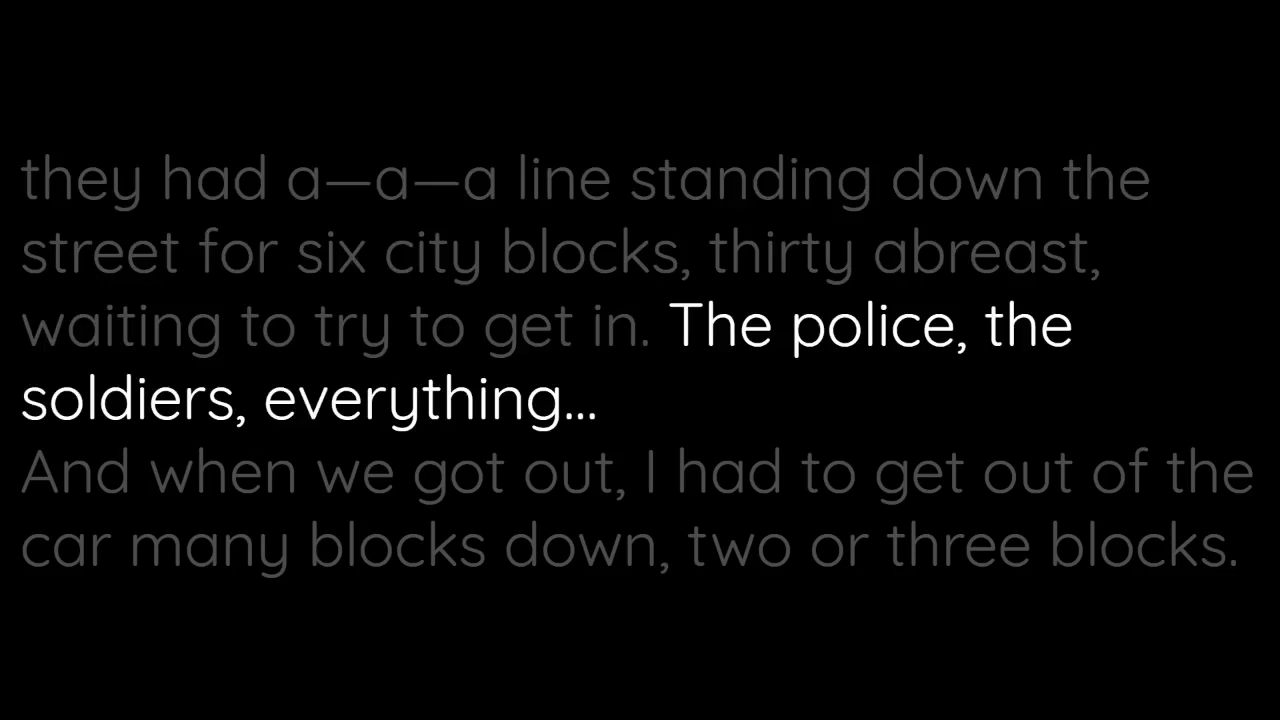 they had a—a—a line standing down the
street for six city blocks, thirty abreast,
waiting to try to get in. The police, the
soldiers, everything...
And when we got out, I had to get out of the
car many blocks down, two or three blocks.